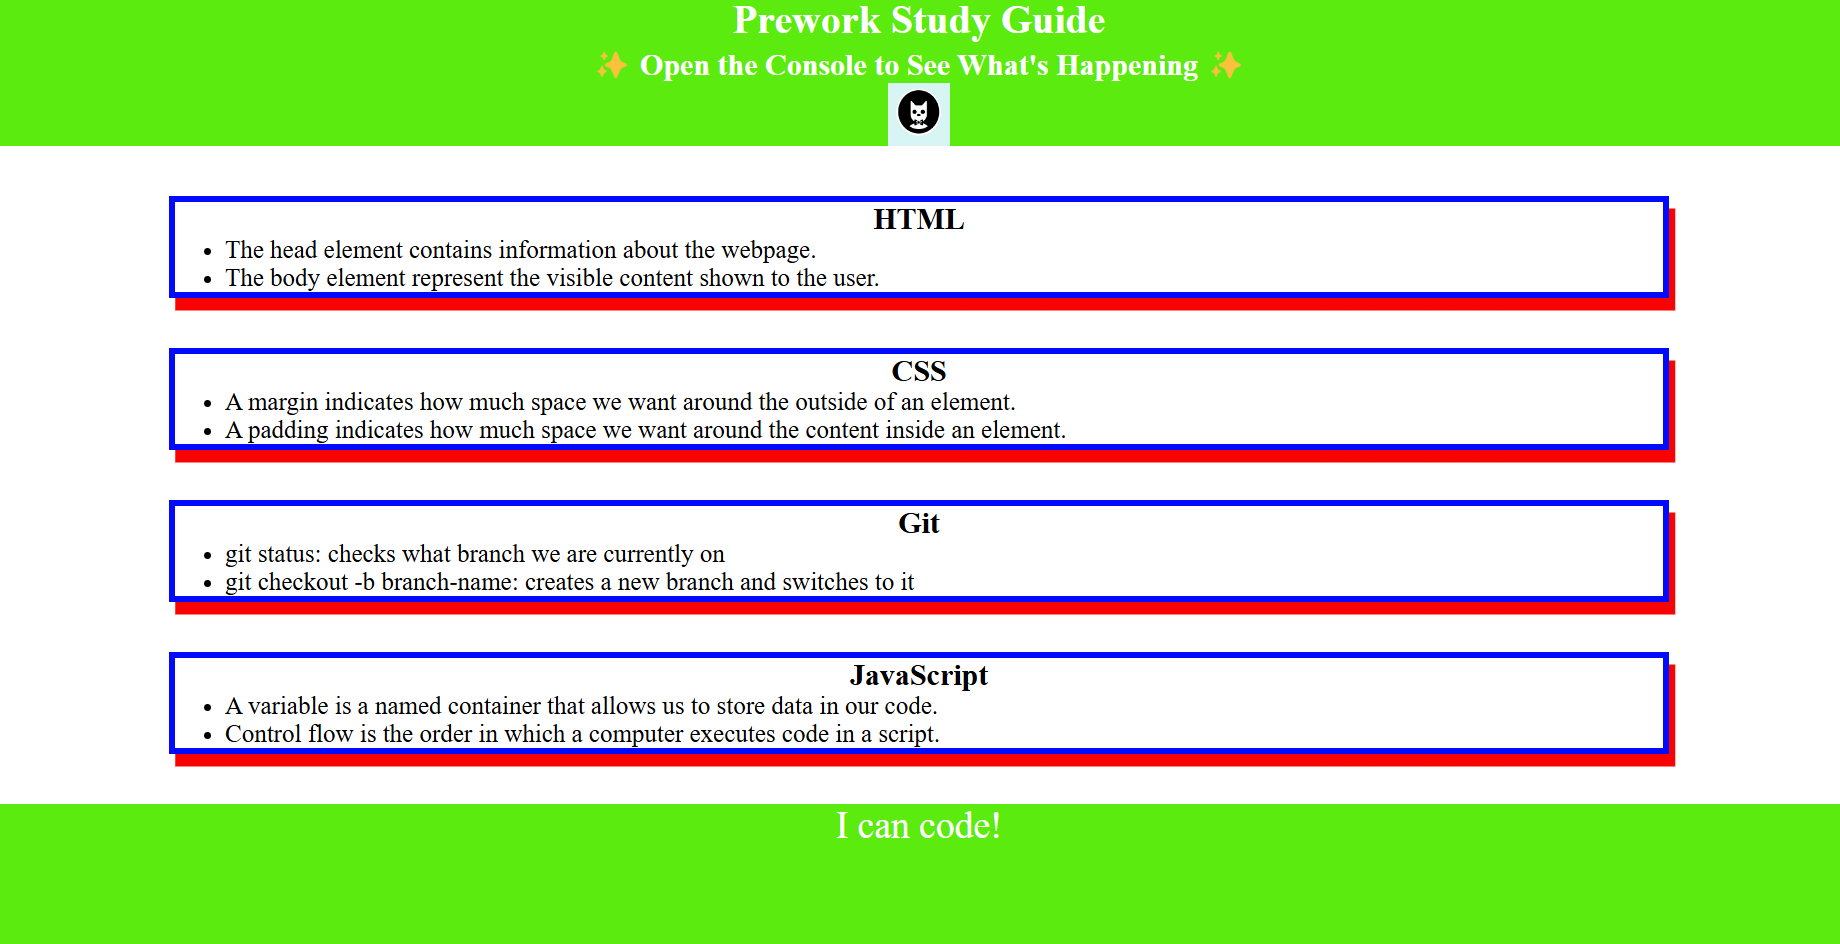 Prework Study Guide
✨ Open the Console to See What's Happening ✨
HTML
• The head element contains information about the webpage.
• The body element represent the visible content shown to the user.
CSS
• A margin indicates how much space we want around the outside of an element.
• A padding indicates how much space we want around the content inside an element.
Git
• git status: checks what branch we are currently on
• git checkout -b branch-name: creates a new branch and switches to it
JavaScript
• A variable is a named container that allows us to store data in our code.
• Control flow is the order in which a computer executes code in a script.
I can code!